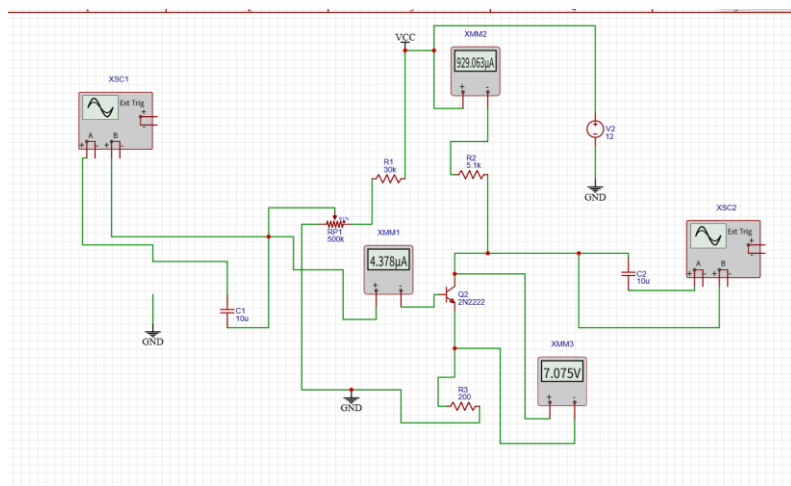 VCC
XMM2
929.063μA
+ -
XSC1
Ext Trig
+
-
A B
+ - + -
V2
12
R1
30k
R2
5.1k
GND
XSC2
Ext Trig
+
-
A B
+ - + -
RP1
500k
XMM1
4.378μA
+ -
C2
10u
Q2
2N2222
C1
10u
GND
XMM3
7.075V
+ -
R3
200
GND